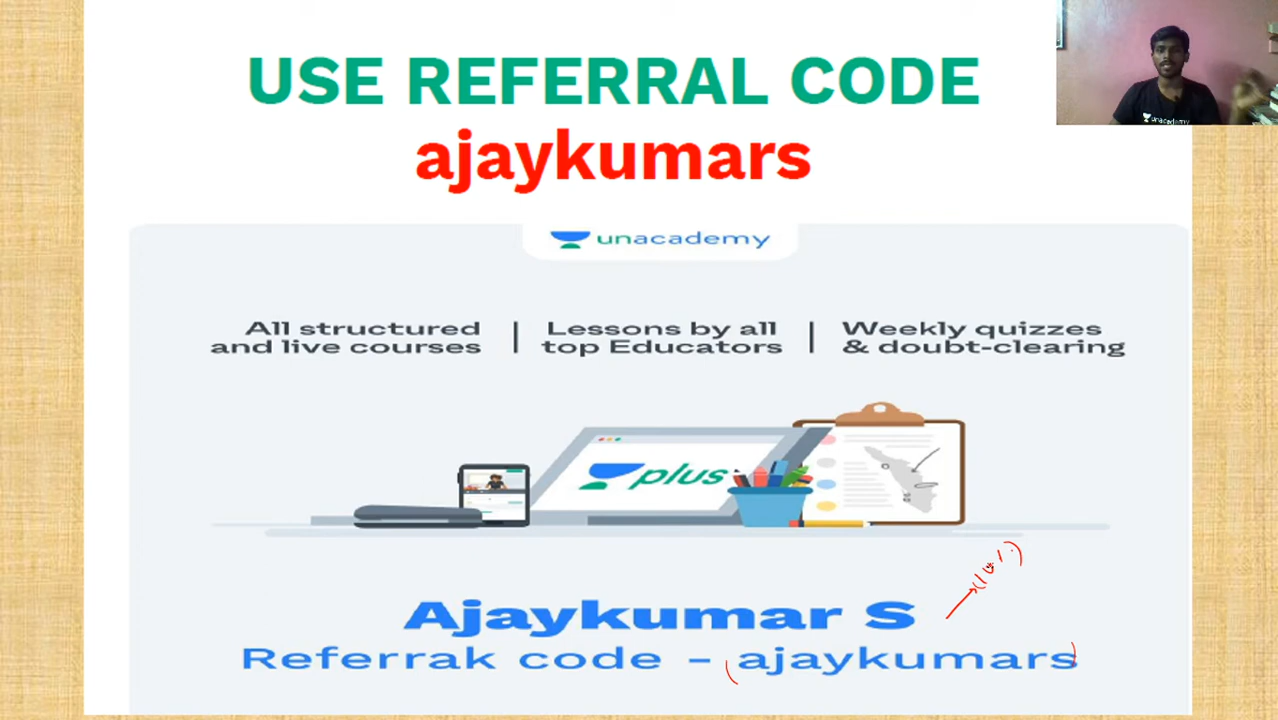 USE REFERRAL CODE
ajaykumars
unacademy
unacademy
All structured
and live courses
Lessons by all
top Educators
Weekly quizzes
& doubt-clearing
plus
Ajaykumar S
Referrak code - (ajaykumars)